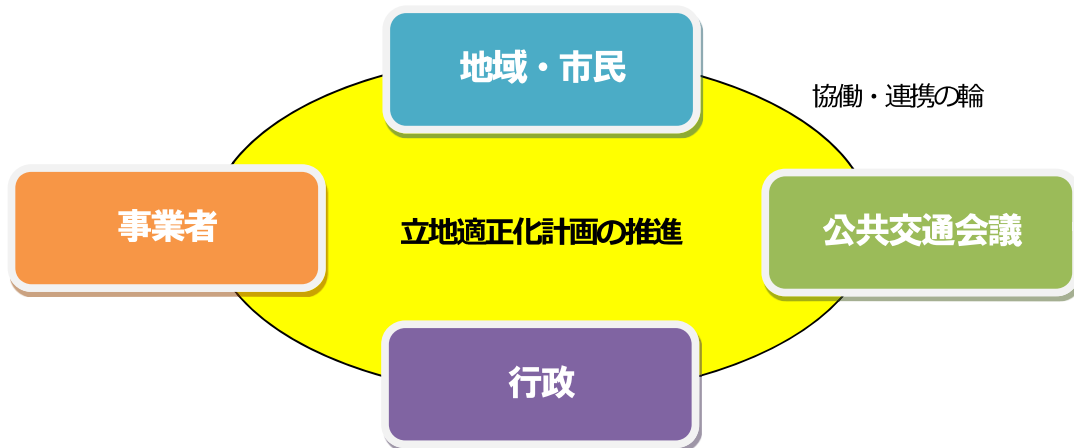 地域・市民
協働・連携の輪
事業者
立地適正化計画の推進
公共交通会議
行政